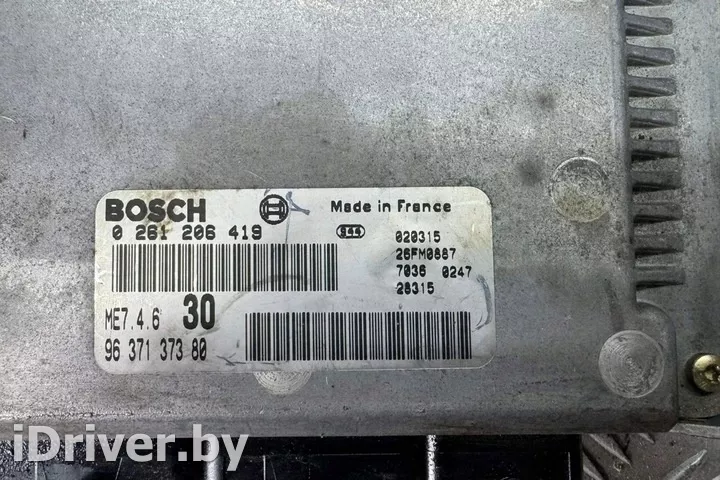 BOSCH Made in France
0 261 206 419 944 020315
26FM0887
7036 0247
28315
ME7.4.6 30
96 371 373 80
iDriver.by